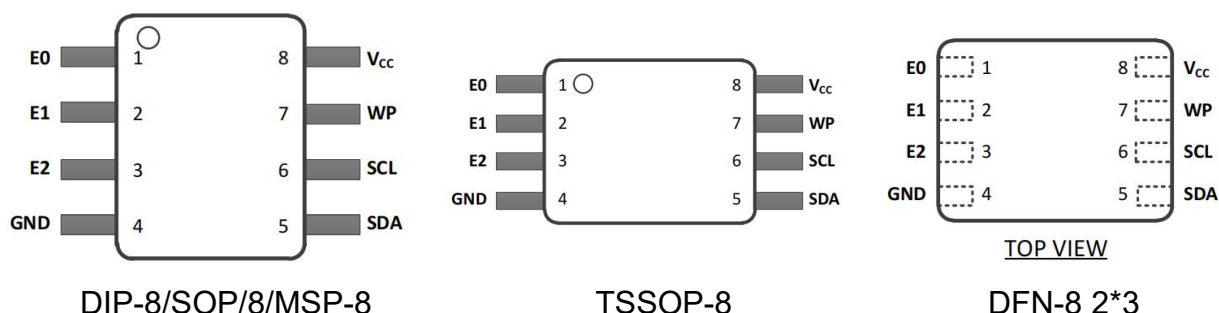 E0 1 8 VCC
E1 2 7 WP
E2 3 6 SCL
GND 4 5 SDA
DIP-8/SOP/8/MSP-8
E0 1 8 VCC
E1 2 7 WP
E2 3 6 SCL
GND 4 5 SDA
TSSOP-8
E0 1 8 VCC
E1 2 7 WP
E2 3 6 SCL
GND 4 5 SDA
TOP VIEW
DFN-8 2*3